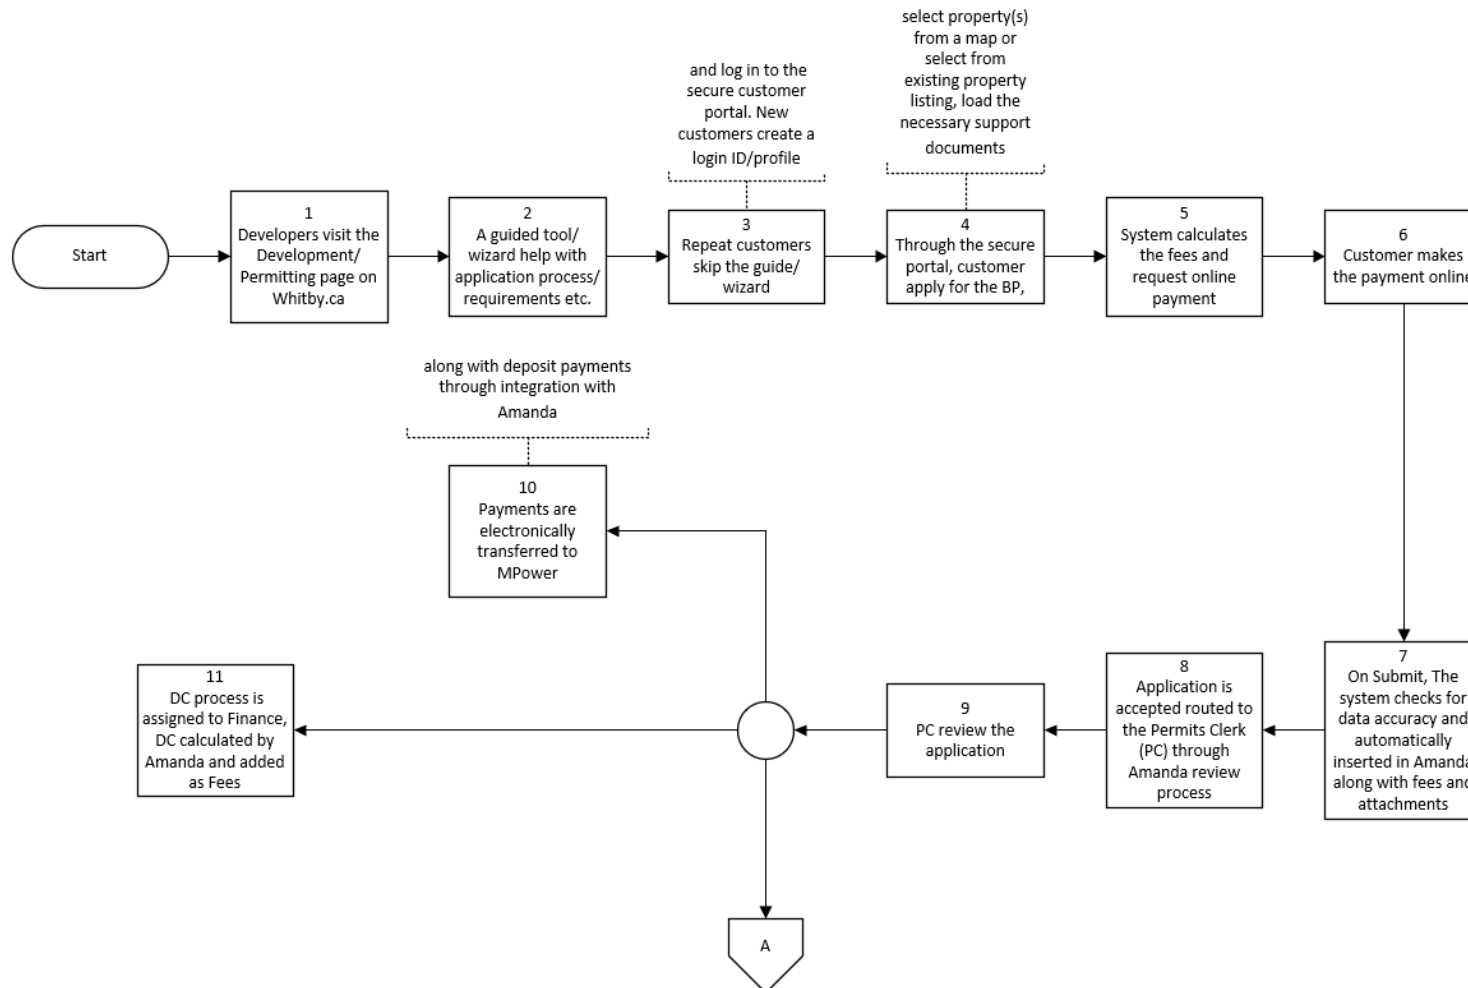 select property(s)
from a map or
select from
existing property
listing, load the
necessary support
documents
and log in to the
secure customer
portal. New
customers create a
login ID/profile
Start
1
Developers visit the
Development/
Permitting page on
Whitby.ca
2
A guided tool/
wizard help with
application process/
requirements etc.
3
Repeat customers
skip the guide/
wizard
4
Through the secure
portal, customer
apply for the BP,
5
System calculates
the fees and
request online
payment
6
Customer makes
the payment online
along with deposit payments
through integration with
Amanda
10
Payments are
electronically
transferred to
MPower
11
DC process is
assigned to Finance,
DC calculated by
Amanda and added
as Fees
9
PC review the
application
8
Application is
accepted routed to
the Permits Clerk
(PC) through
Amanda review
process
7
On Submit, The
system checks for
data accuracy and
automatically
inserted in Amanda
along with fees and
attachments
A